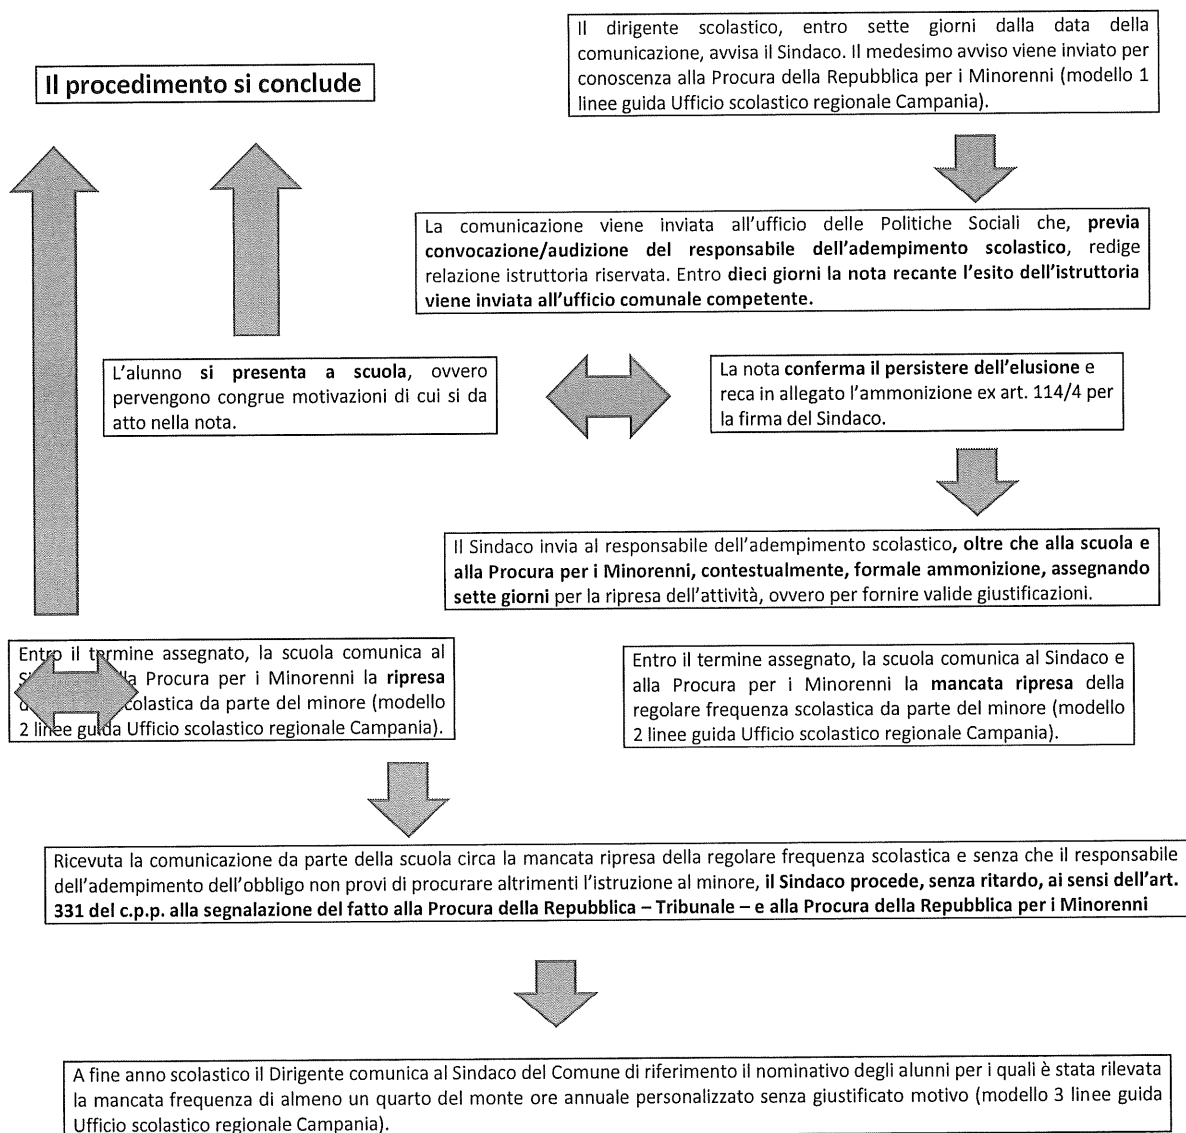 Il dirigente scolastico, entro sette giorni dalla data della
comunicazione, avvisa il Sindaco. Il medesimo avviso viene inviato per
conoscenza alla Procura della Repubblica per i Minorenni (modello 1
linee guida Ufficio scolastico regionale Campania).
Il procedimento si conclude
La comunicazione viene inviata all'ufficio delle Politiche Sociali che, previa
convocazione/audizione del responsabile dell'adempimento scolastico, redige
relazione istruttoria riservata. Entro dieci giorni la nota recante l'esito dell'istruttoria
viene inviata all'ufficio comunale competente.
L'alunno si presenta a scuola, ovvero
pervengono congrue motivazioni di cui si da
atto nella nota.
La nota conferma il persistere dell'elusione e
reca in allegato l'ammonizione ex art. 114/4 per
la firma del Sindaco.
Il Sindaco invia al responsabile dell'adempimento scolastico, oltre che alla scuola e
alla Procura per i Minorenni, contestualmente, formale ammonizione, assegnando
sette giorni per la ripresa dell'attività, ovvero per fornire valide giustificazioni.
Entro il termine assegnato, la scuola comunica al
Procura per i Minorenni la ripresa
scolastica da parte del minore (modello
2 linee guida Ufficio scolastico regionale Campania).
Entro il termine assegnato, la scuola comunica al Sindaco e
alla Procura per i Minorenni la mancata ripresa della
regolare frequenza scolastica da parte del minore (modello
2 linee guida Ufficio scolastico regionale Campania).
Ricevuta la comunicazione da parte della scuola circa la mancata ripresa della regolare frequenza scolastica e senza che il responsabile
dell'adempimento dell'obbligo non provi di procurare altrimenti l'istruzione al minore, il Sindaco procede, senza ritardo, ai sensi dell'art.
331 del c.p.p. alla segnalazione del fatto alla Procura della Repubblica – Tribunale – e alla Procura della Repubblica per i Minorenni
A fine anno scolastico il Dirigente comunica al Sindaco del Comune di riferimento il nominativo degli alunni per i quali è stata rilevata
la mancata frequenza di almeno un quarto del monte ore annuale personalizzato senza giustificato motivo (modello 3 linee guida
Ufficio scolastico regionale Campania).